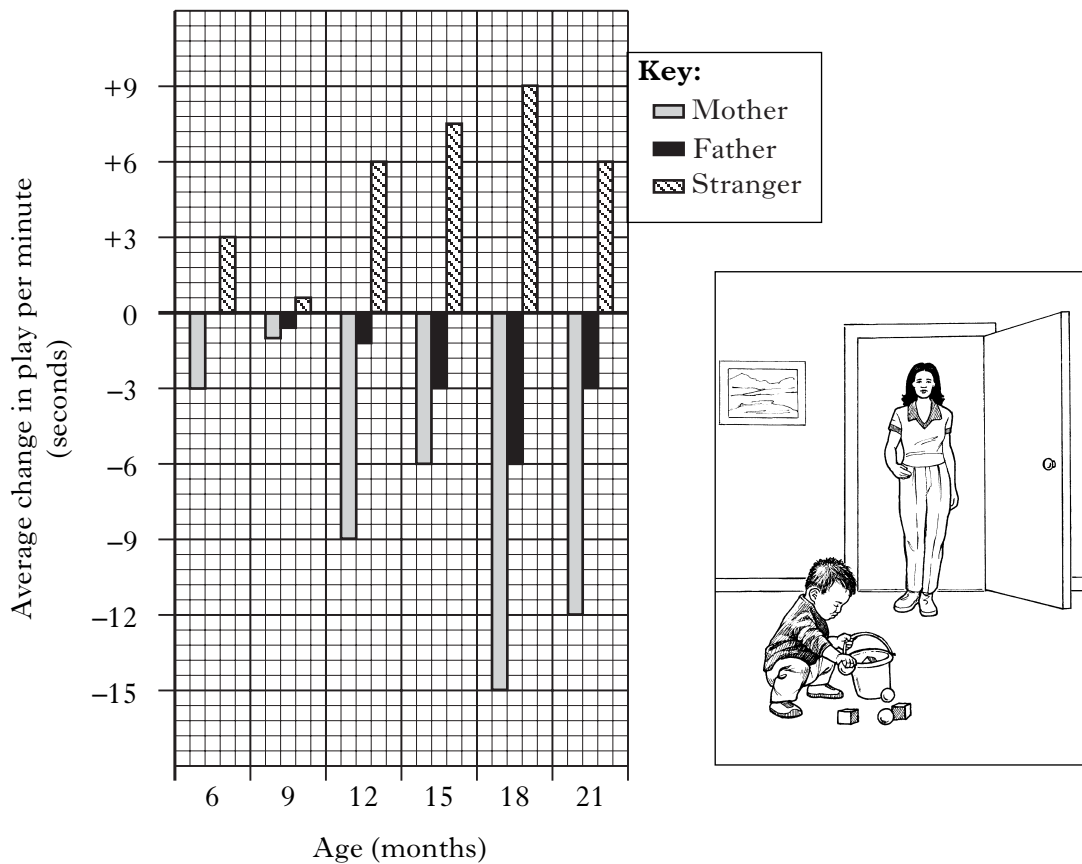 +9
+6
+3
0
–3
–6
–9
–12
–15
Average change in play per minute
(seconds)
6 9 12 15 18 21
Age (months)
Key:
Mother
Father
Stranger